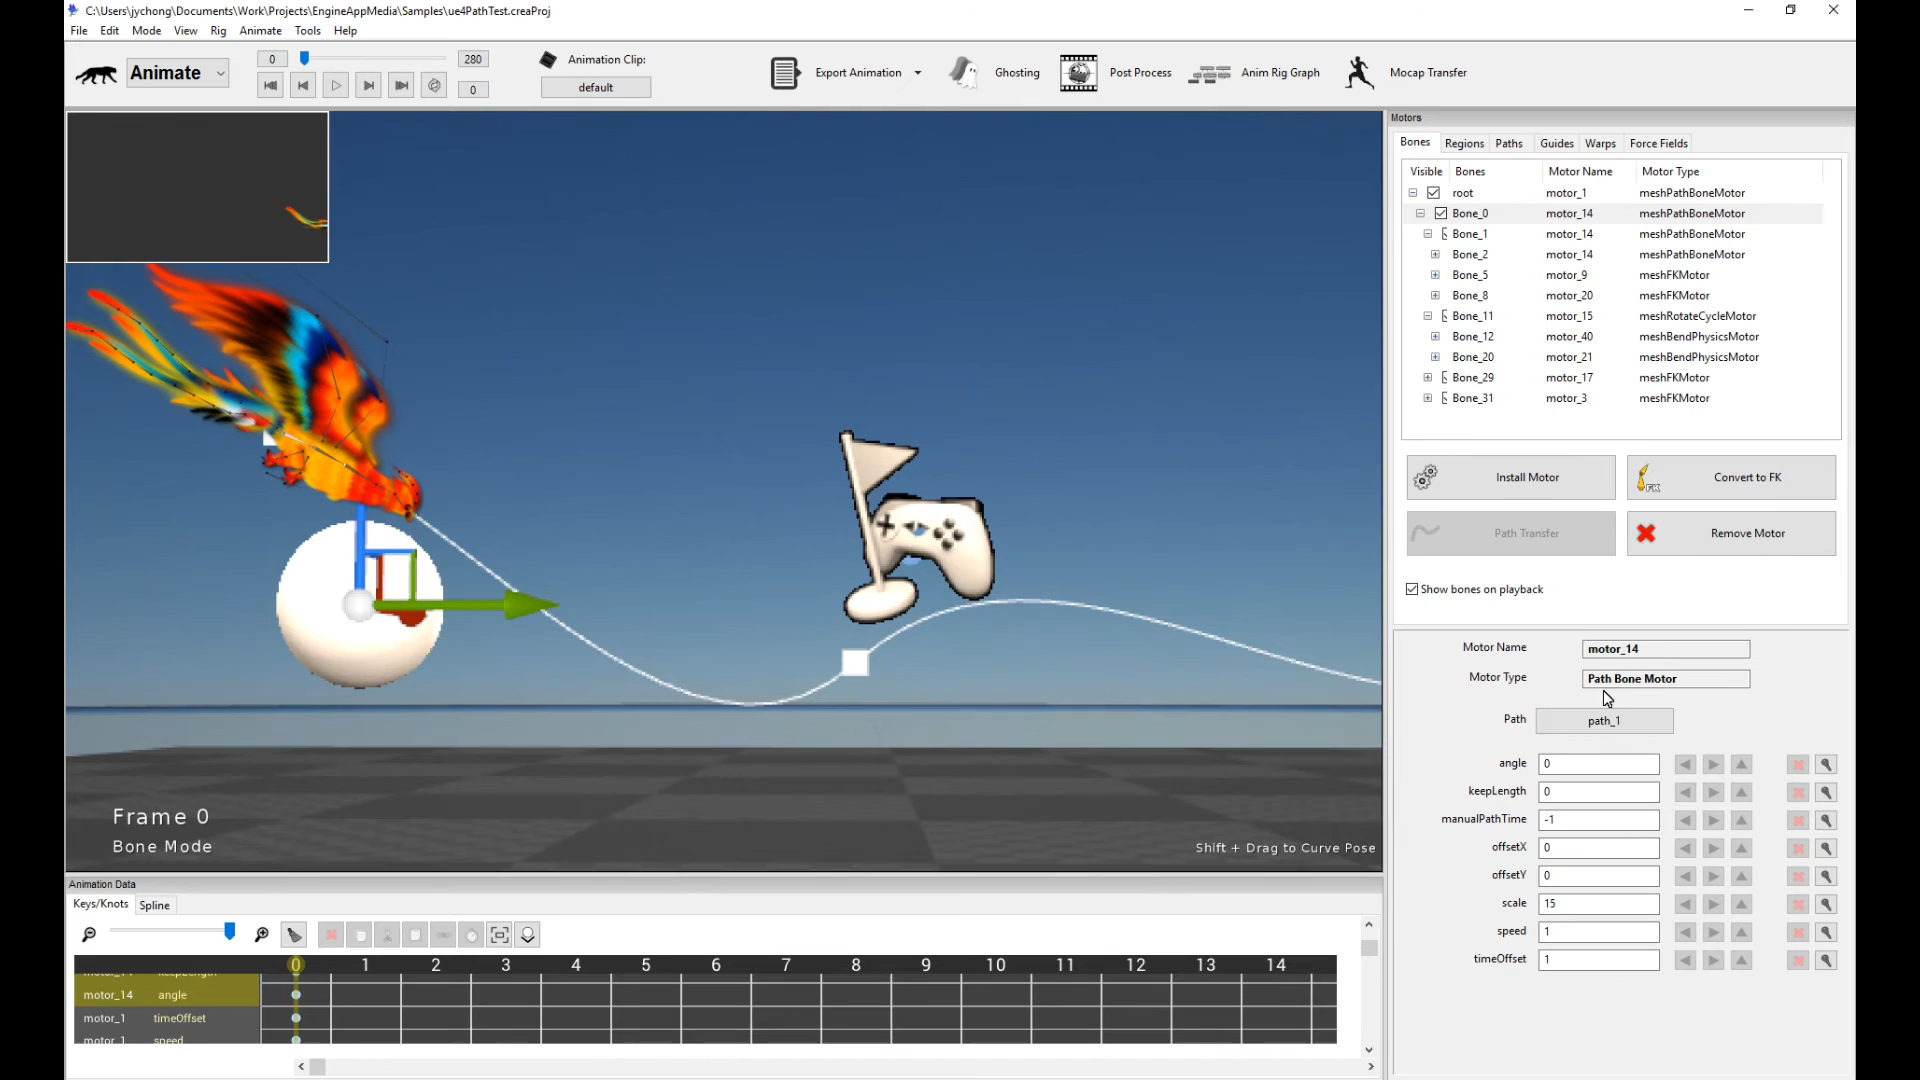 C:\Users\jychong\Documents\Work\Projects\EngineAppMedia\Samples\ue4PathTest.creaProj
File Edit Mode View Rig Animate Tools Help
Animate
0 280
0
Animation Clip:
default
Export Animation
Ghosting
Post Process
Anim Rig Graph
Mocap Transfer
Motors
Bones Regions Paths Guides Warps Force Fields
Visible Bones Motor Name Motor Type
root motor_1 meshPathBoneMotor
Bone_0 motor_14 meshPathBoneMotor
Bone_1 motor_14 meshPathBoneMotor
Bone_2 motor_14 meshPathBoneMotor
Bone_5 motor_9 meshFKMotor
Bone_8 motor_20 meshFKMotor
Bone_11 motor_15 meshRotateCycleMotor
Bone_12 motor_40 meshBendPhysicsMotor
Bone_20 motor_21 meshBendPhysicsMotor
Bone_29 motor_17 meshFKMotor
Bone_31 motor_3 meshFKMotor
Install Motor
FK Convert to FK
Path Transfer
Remove Motor
Show bones on playback
Motor Name motor_14
Motor Type Path Bone Motor
Path path_1
angle 0
keepLength 0
manualPathTime -1
offsetX 0
offsetY 0
scale 15
speed 1
timeOffset 1
Frame 0
Bone Mode
Shift + Drag to Curve Pose
Animation Data
Keys/Knots Spline
0 1 2 3 4 5 6 7 8 9 10 11 12 13 14
motor_14 keepLength
motor_14 angle
motor_1 timeOffset
motor_1 speed